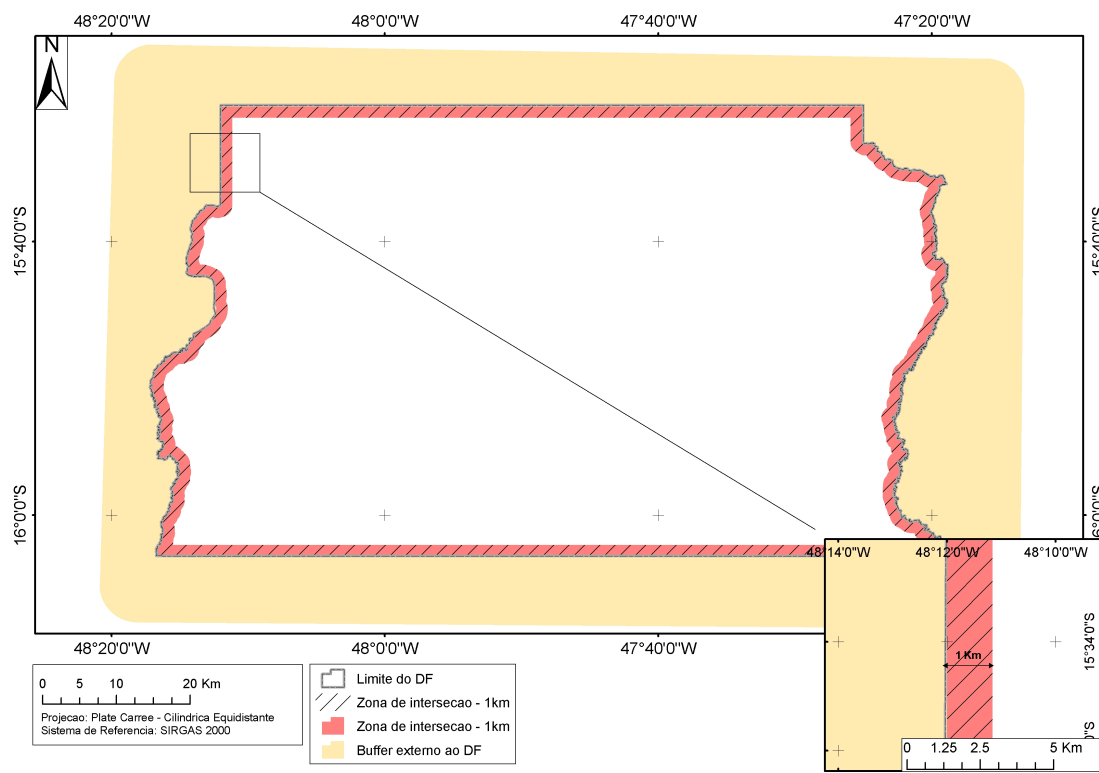 48°20'0"W 48°0'0"W 47°40'0"W 47°20'0"W
N
15°40'0"S
15°40'0"S
16°0'0"S
6°0'0"S
48°14'0"W 48°12'0"W 48°10'0"W
15°34'0"S
1 Km
0"S
0 1.25 2.5 5 Km
48°20'0"W 48°0'0"W 47°40'0"W
0 5 10 20 Km
Projecao: Plate Carree - Cilindrica Equidistante
Sistema de Referencia: SIRGAS 2000
Limite do DF
Zona de intersecao - 1km
Zona de intersecao - 1km
Buffer externo ao DF